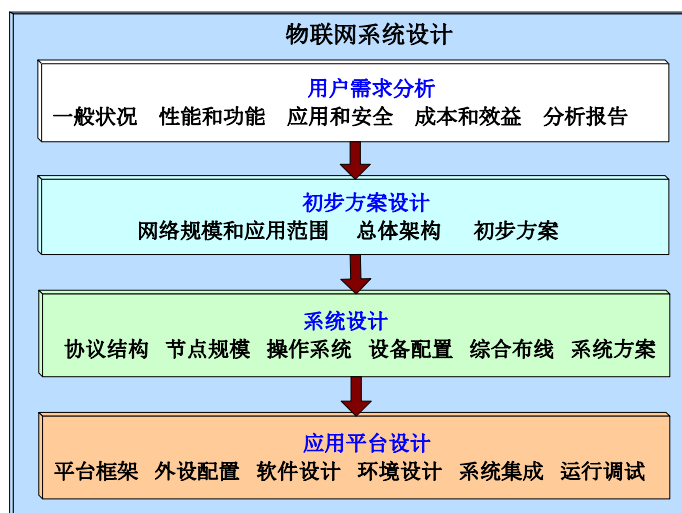 物联网系统设计
用户需求分析
一般状况 性能和功能 应用和安全 成本和效益 分析报告
初步方案设计
网络规模和应用范围 总体架构 初步方案
系统设计
协议结构 节点规模 操作系统 设备配置 综合布线 系统方案
应用平台设计
平台框架 外设配置 软件设计 环境设计 系统集成 运行调试